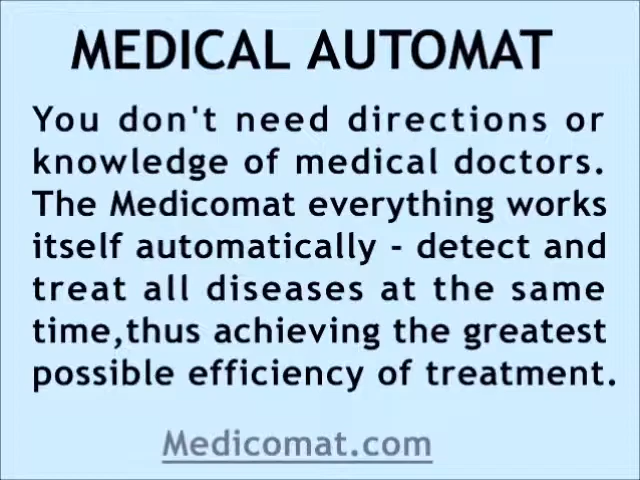 MEDICAL AUTOMAT
You don't need directions or
knowledge of medical doctors.
The Medicomat everything works
itself automatically - detect and
treat all diseases at the same
time,thus achieving the greatest
possible efficiency of treatment.
Medicomat.com